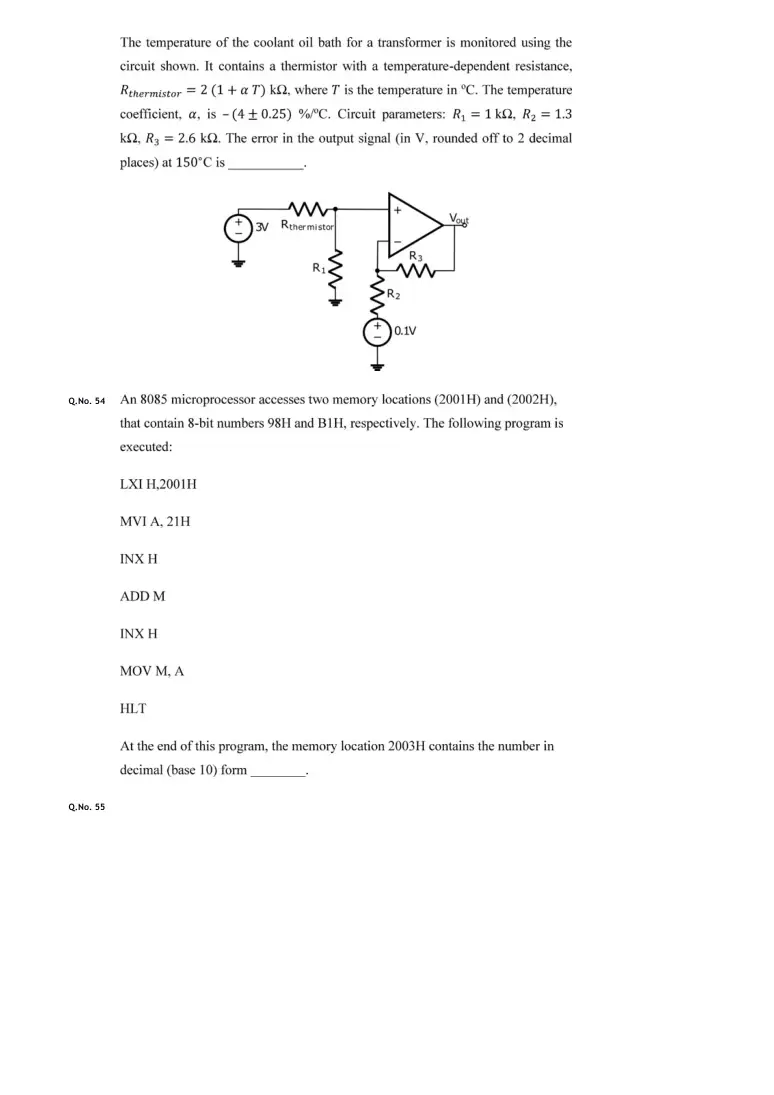 The temperature of the coolant oil bath for a transformer is monitored using the
circuit shown. It contains a thermistor with a temperature-dependent resistance,
R_thermistor = 2 (1 + α T) kΩ, where T is the temperature in ºC. The temperature
coefficient, α, is − (4 ± 0.25) %/ºC. Circuit parameters: R₁ = 1 kΩ, R₂ = 1.3
kΩ, R₃ = 2.6 kΩ. The error in the output signal (in V, rounded off to 2 decimal
places) at 150°C is ___________.
+
−
3V
Rthermistor
R₁
+
−
Vout
R₃
R₂
+
−
0.1V
Q.No. 54 An 8085 microprocessor accesses two memory locations (2001H) and (2002H),
that contain 8-bit numbers 98H and B1H, respectively. The following program is
executed:
LXI H,2001H
MVI A, 21H
INX H
ADD M
INX H
MOV M, A
HLT
At the end of this program, the memory location 2003H contains the number in
decimal (base 10) form ________.
Q.No. 55